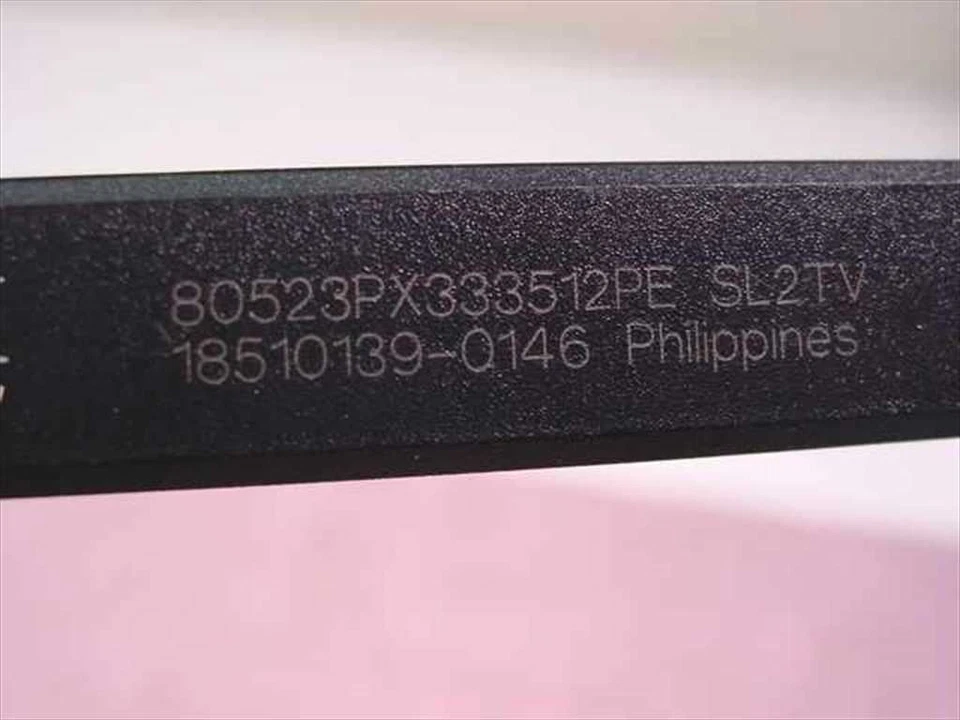 80523PX333512PE SL2TV
18510139-0146 Philippines